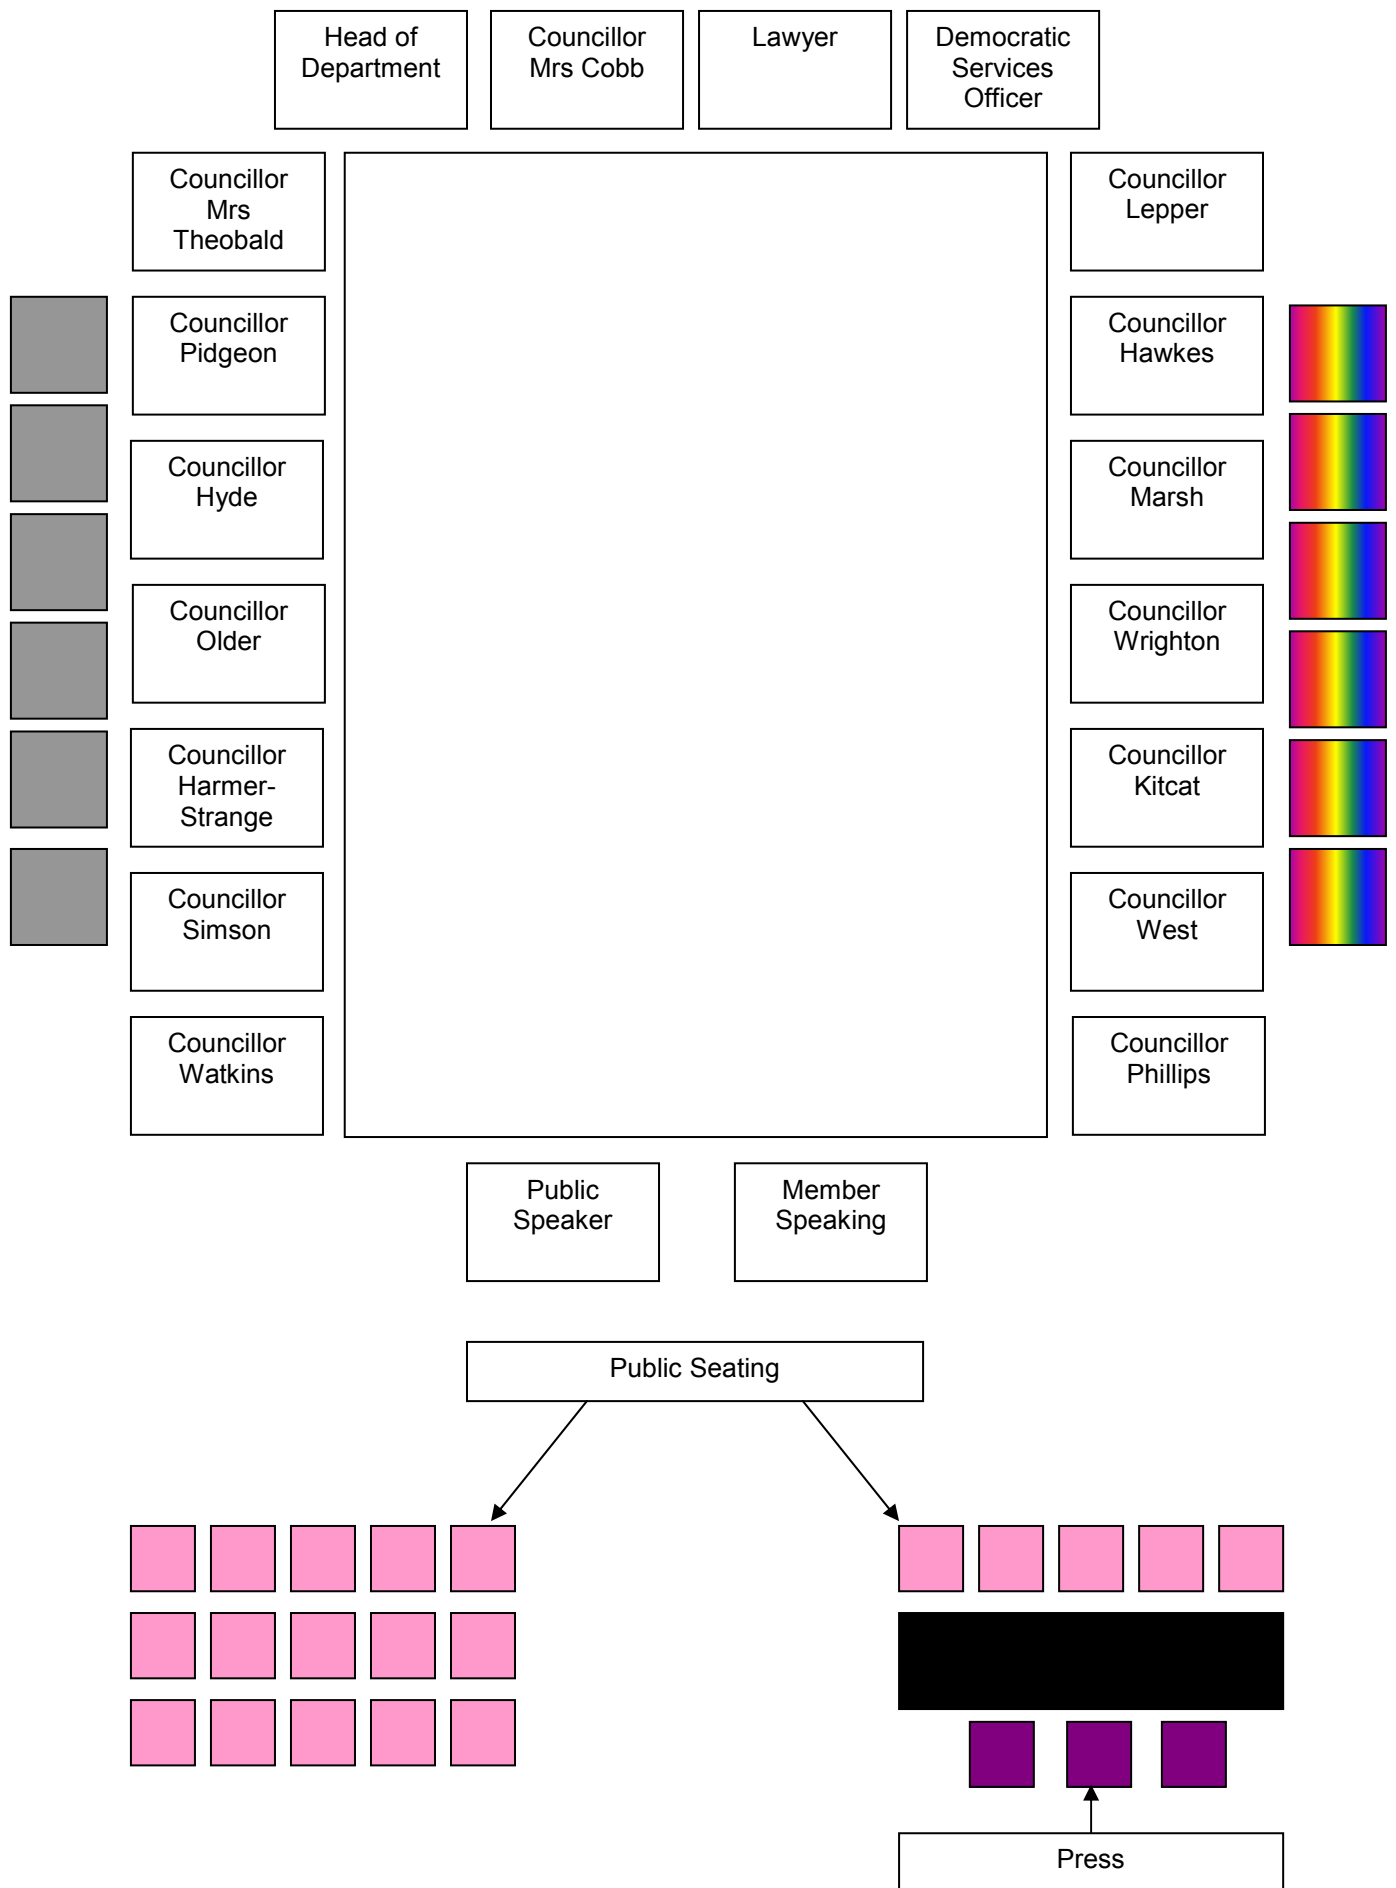 Head of
Department
Councillor
Mrs Cobb
Lawyer
Democratic
Services
Officer
Councillor
Mrs
Theobald
Councillor
Lepper
Councillor
Pidgeon
Councillor
Hawkes
Councillor
Hyde
Councillor
Marsh
Councillor
Older
Councillor
Wrighton
Councillor
Harmer-
Strange
Councillor
Kitcat
Councillor
Simson
Councillor
West
Councillor
Watkins
Councillor
Phillips
Public
Speaker
Member
Speaking
Public Seating
Press